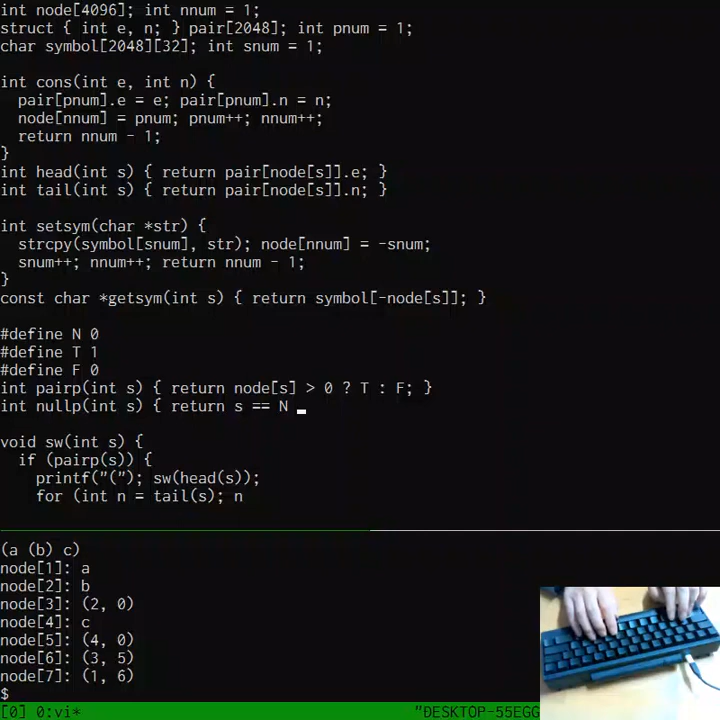 int node[4096]; int nnum = 1;
struct { int e, n; } pair[2048]; int pnum = 1;
char symbol[2048][32]; int snum = 1;
int cons(int e, int n) {
  pair[pnum].e = e; pair[pnum].n = n;
  node[nnum] = pnum; pnum++; nnum++;
  return nnum - 1;
}
int head(int s) { return pair[node[s]].e; }
int tail(int s) { return pair[node[s]].n; }
int setsym(char *str) {
  strcpy(symbol[snum], str); node[nnum] = -snum;
  snum++; nnum++; return nnum - 1;
}
const char *getsym(int s) { return symbol[-node[s]]; }
#define N 0
#define T 1
#define F 0
int pairp(int s) { return node[s] > 0 ? T : F; }
int nullp(int s) { return s == N
void sw(int s) {
  if (pairp(s)) {
    printf("("); sw(head(s));
    for (int n = tail(s); n
(a (b) c)
node[1]: a
node[2]: b
node[3]: (2, 0)
node[4]: c
node[5]: (4, 0)
node[6]: (3, 5)
node[7]: (1, 6)
$
[0] 0:vi* "DESKTOP-55EGG